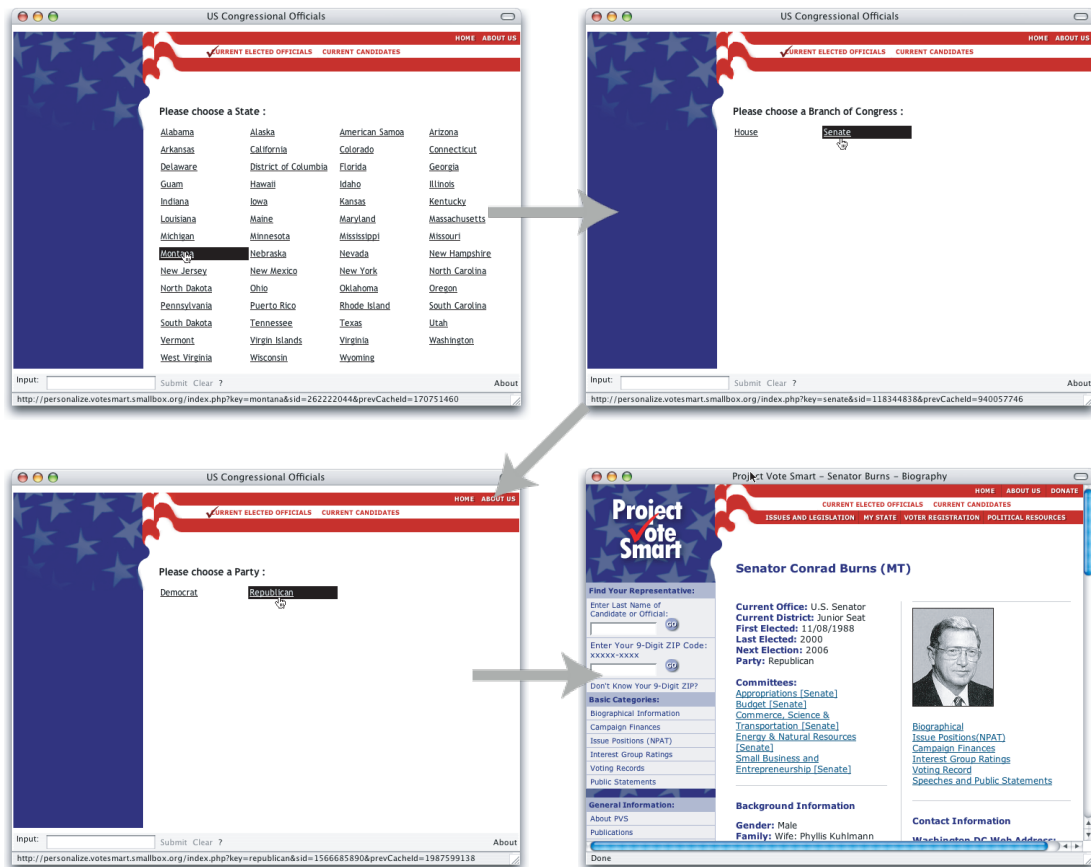 US Congressional Officials
HOME ABOUT US
CURRENT ELECTED OFFICIALS CURRENT CANDIDATES
Please choose a State :
Alabama Alaska American Samoa Arizona
Arkansas California Colorado Connecticut
Delaware District of Columbia Florida Georgia
Guam Hawaii Idaho Illinois
Indiana Iowa Kansas Kentucky
Louisiana Maine Maryland Massachusetts
Michigan Minnesota Mississippi Missouri
Montana Nebraska Nevada New Hampshire
New Jersey New Mexico New York North Carolina
North Dakota Ohio Oklahoma Oregon
Pennsylvania Puerto Rico Rhode Island South Carolina
South Dakota Tennessee Texas Utah
Vermont Virgin Islands Virginia Washington
West Virginia Wisconsin Wyoming
Input: Submit Clear ? About
http://personalize.votesmart.smallbox.org/index.php?key=montana&sid=262222044&prevCacheId=170751460
US Congressional Officials
HOME ABOUT US
CURRENT ELECTED OFFICIALS CURRENT CANDIDATES
Please choose a Branch of Congress :
House Senate
Input: Submit Clear ? About
http://personalize.votesmart.smallbox.org/index.php?key=senate&sid=118344838&prevCacheId=940057746
US Congressional Officials
HOME ABOUT US
CURRENT ELECTED OFFICIALS CURRENT CANDIDATES
Please choose a Party :
Democrat Republican
Input: Submit Clear ? About
http://personalize.votesmart.smallbox.org/index.php?key=republican&sid=1566685890&prevCacheId=1987599138
Project Vote Smart – Senator Burns – Biography
HOME ABOUT US DONATE
CURRENT ELECTED OFFICIALS CURRENT CANDIDATES
ISSUES AND LEGISLATION MY STATE VOTER REGISTRATION POLITICAL RESOURCES
Project
Vote
Smart
Find Your Representative:
Enter Last Name of
Candidate or Official:
GO
Enter Your 9-Digit ZIP Code:
xxxxx-xxxx
GO
Don't Know Your 9-Digit ZIP?
Basic Categories:
Biographical Information
Campaign Finances
Issue Positions (NPAT)
Interest Group Ratings
Voting Records
Public Statements
General Information:
About PVS
Publications
Senator Conrad Burns (MT)
Current Office: U.S. Senator
Current District: Junior Seat
First Elected: 11/08/1988
Last Elected: 2000
Next Election: 2006
Party: Republican
Committees:
Appropriations [Senate]
Budget [Senate]
Commerce, Science &
Transportation [Senate]
Energy & Natural Resources
[Senate]
Small Business and
Entrepreneurship [Senate]
Background Information
Gender: Male
Family: Wife: Phyllis Kuhlmann
Biographical
Issue Positions(NPAT)
Campaign Finances
Interest Group Ratings
Voting Record
Speeches and Public Statements
Contact Information
Washington DC Web Address:
Done